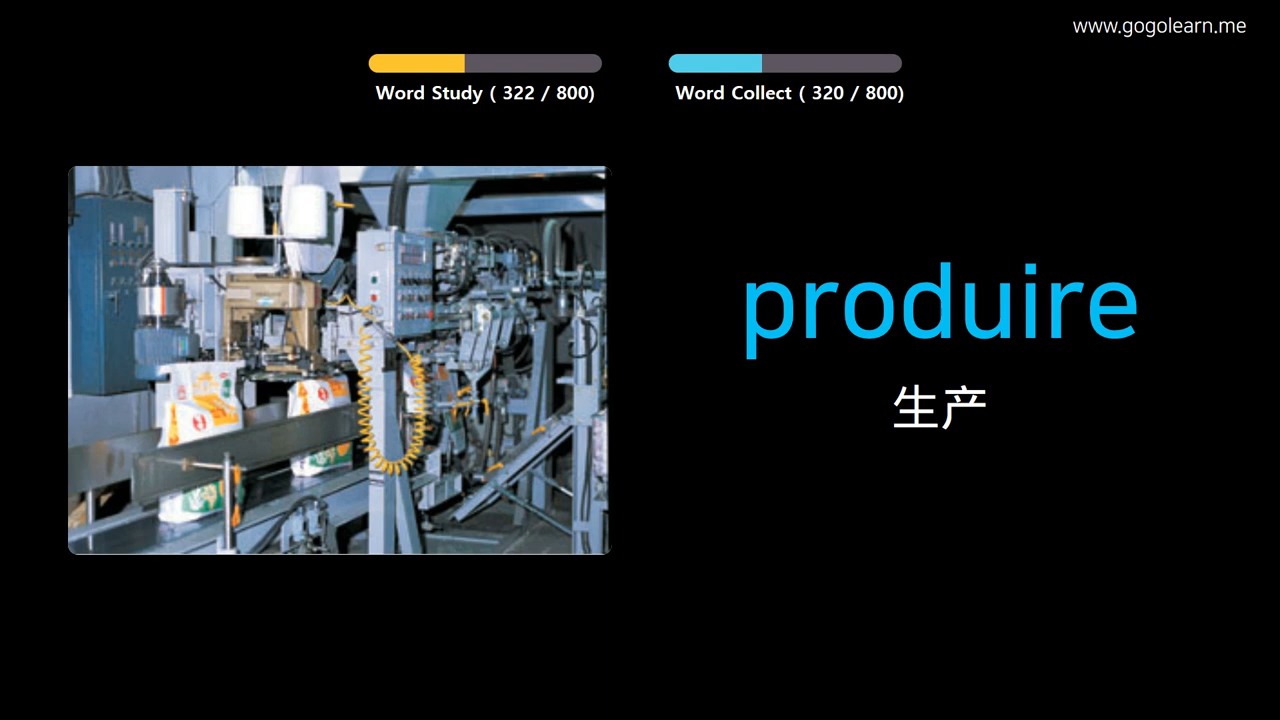 www.gogolearn.me
Word Study ( 322 / 800)
Word Collect ( 320 / 800)
produire
生产